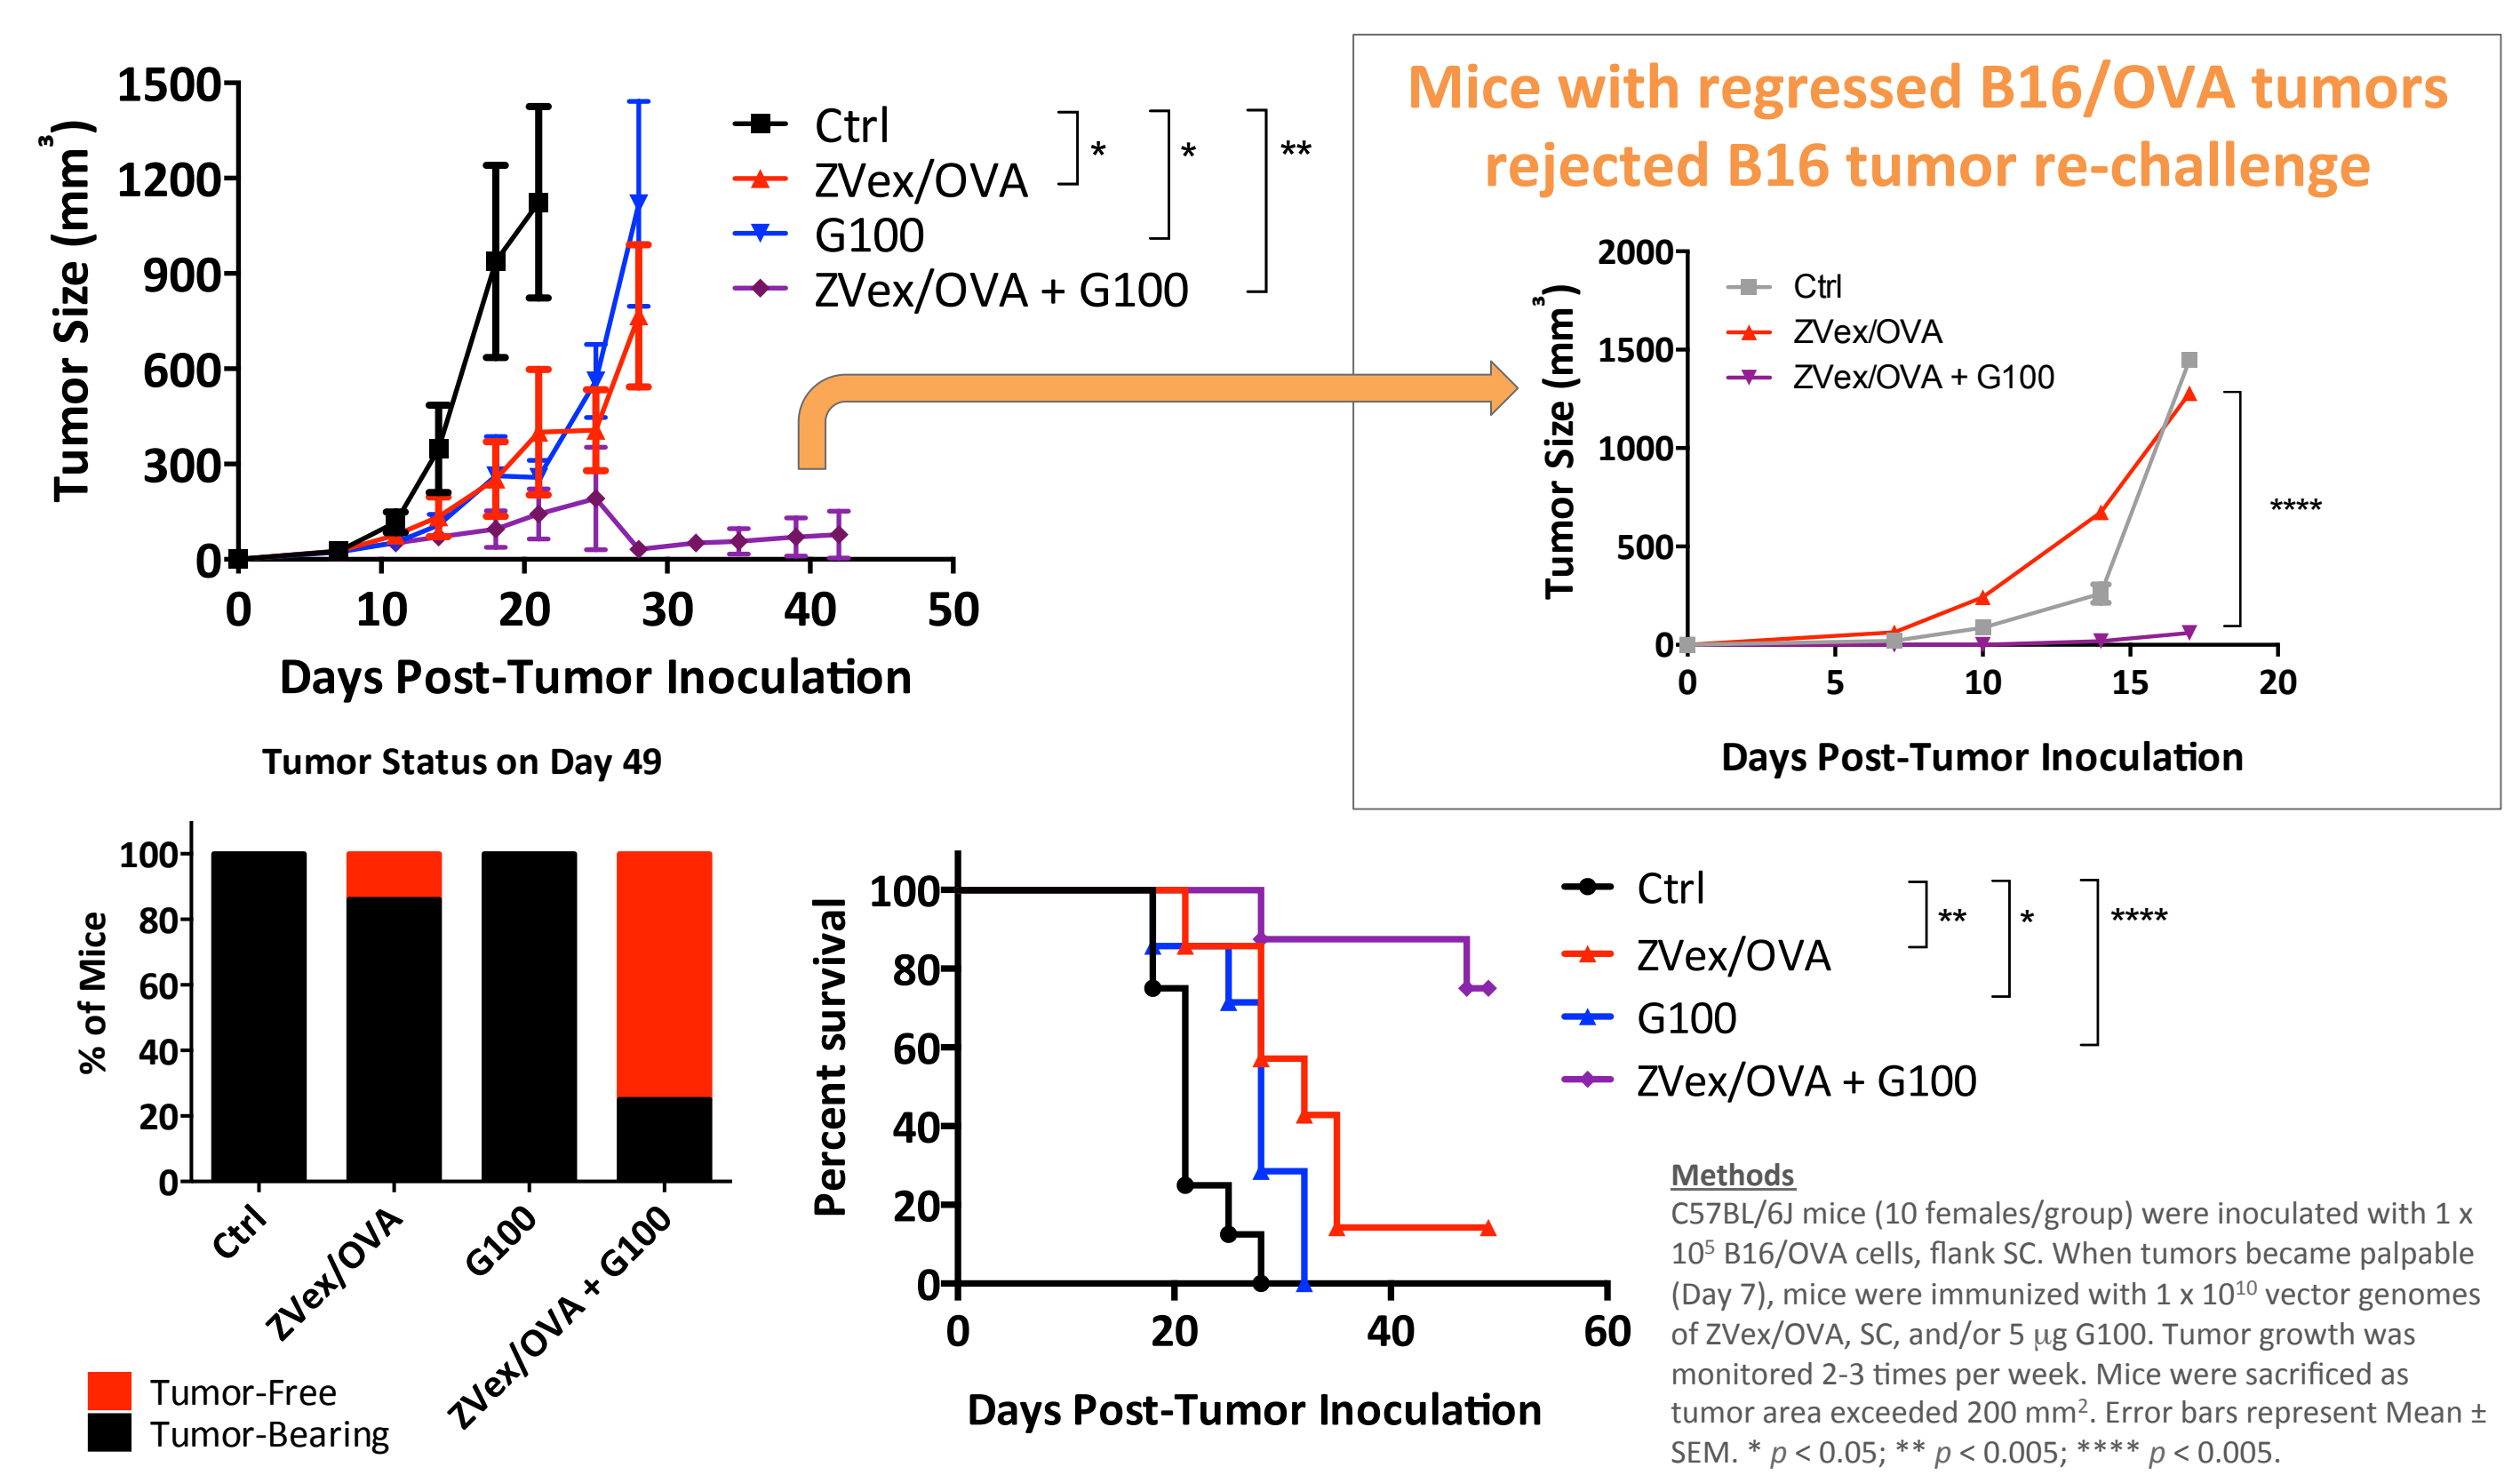 1500
1200
900
600
300
0
Tumor Size (mm³)
0 10 20 30 40 50
Days Post-Tumor Inoculation
Ctrl
ZVex/OVA
G100
ZVex/OVA + G100
*
*
**
Mice with regressed B16/OVA tumors
rejected B16 tumor re-challenge
2000
1500
1000
500
0
Tumor Size (mm³)
0 5 10 15 20
Days Post-Tumor Inoculation
Ctrl
ZVex/OVA
ZVex/OVA + G100
****
Tumor Status on Day 49
100
80
60
40
20
0
% of Mice
Ctrl
ZVex/OVA
G100
ZVex/OVA + G100
Tumor-Free
Tumor-Bearing
100
80
60
40
20
0
Percent survival
0 20 40 60
Days Post-Tumor Inoculation
Ctrl
ZVex/OVA
G100
ZVex/OVA + G100
**
*
****
Methods
C57BL/6J mice (10 females/group) were inoculated with 1 x
10⁵ B16/OVA cells, flank SC. When tumors became palpable
(Day 7), mice were immunized with 1 x 10¹⁰ vector genomes
of ZVex/OVA, SC, and/or 5 μg G100. Tumor growth was
monitored 2-3 times per week. Mice were sacrificed as
tumor area exceeded 200 mm². Error bars represent Mean ±
SEM. * p < 0.05; ** p < 0.005; **** p < 0.005.